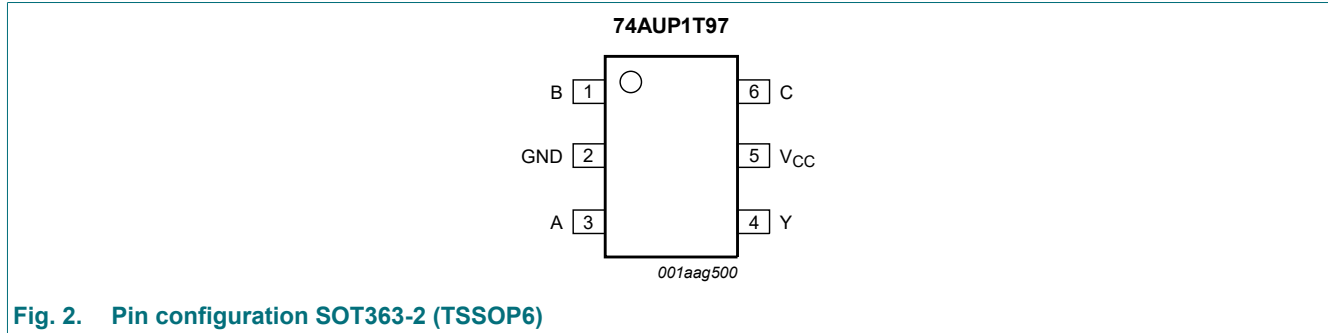 74AUP1T97
B 1 6 C
GND 2 5 VCC
A 3 4 Y
001aag500
Fig. 2. Pin configuration SOT363-2 (TSSOP6)